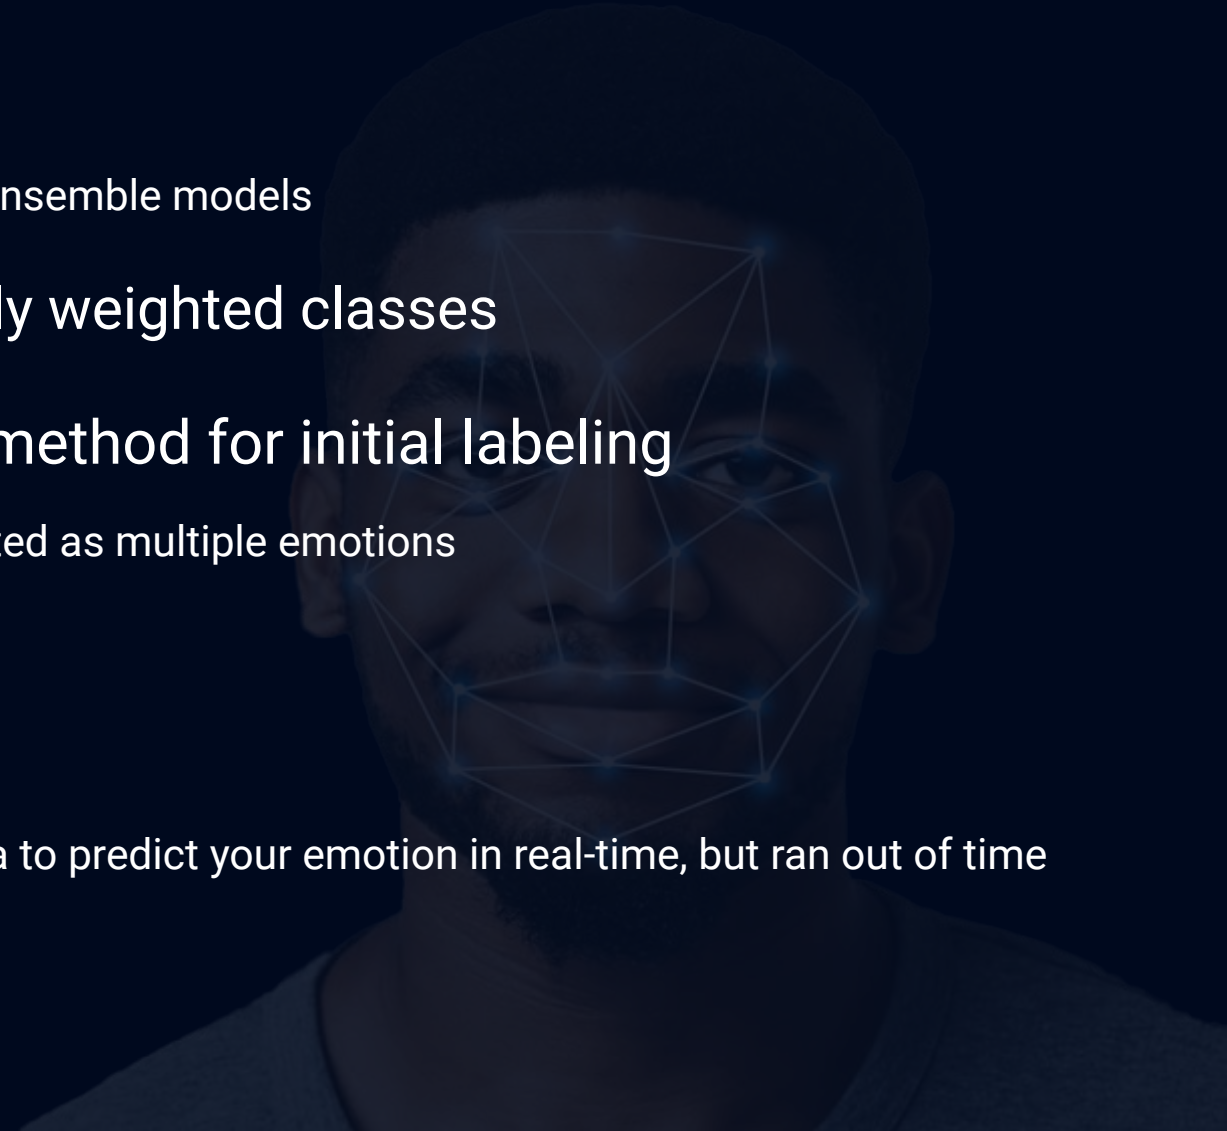 nsemble models
ly weighted classes
method for initial labeling
ted as multiple emotions
a to predict your emotion in real-time, but ran out of time